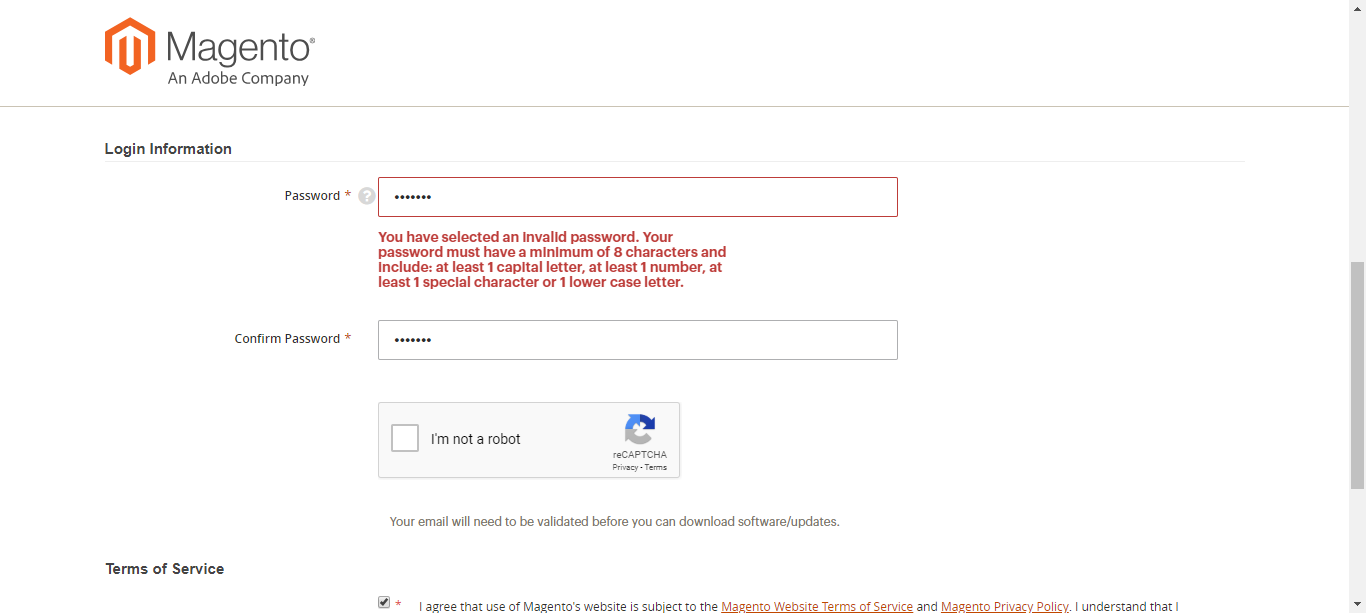 Magento®
An Adobe Company
Login Information
Password * ?
•••••••
You have selected an invalid password. Your
password must have a minimum of 8 characters and
include: at least 1 capital letter, at least 1 number, at
least 1 special character or 1 lower case letter.
Confirm Password *
•••••••
I'm not a robot
reCAPTCHA
Privacy - Terms
Your email will need to be validated before you can download software/updates.
Terms of Service
* I agree that use of Magento's website is subject to the Magento Website Terms of Service and Magento Privacy Policy. I understand that I